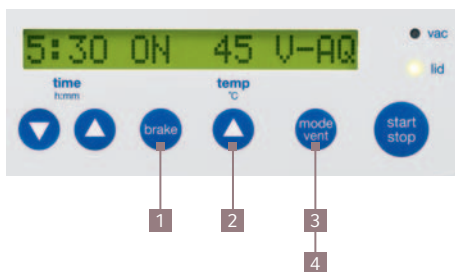 5:30 ON 45 V-AQ
vac
lid
time
h:mm
temp
°C
brake
mode
vent
start
stop
1
2
3
4